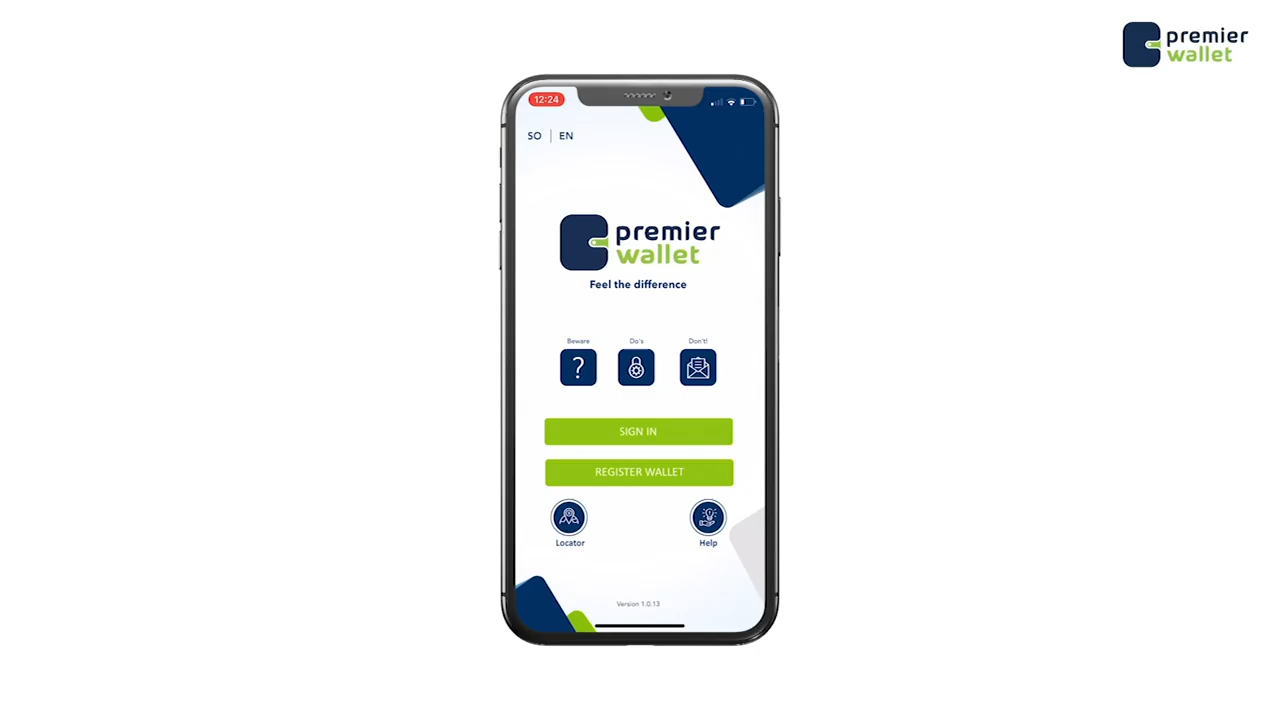 premier
wallet
12:24
SO | EN
premier
wallet
Feel the difference
Beware
Do's
Don't!
?
SIGN IN
REGISTER WALLET
Locator
Help
Version 1.0.13